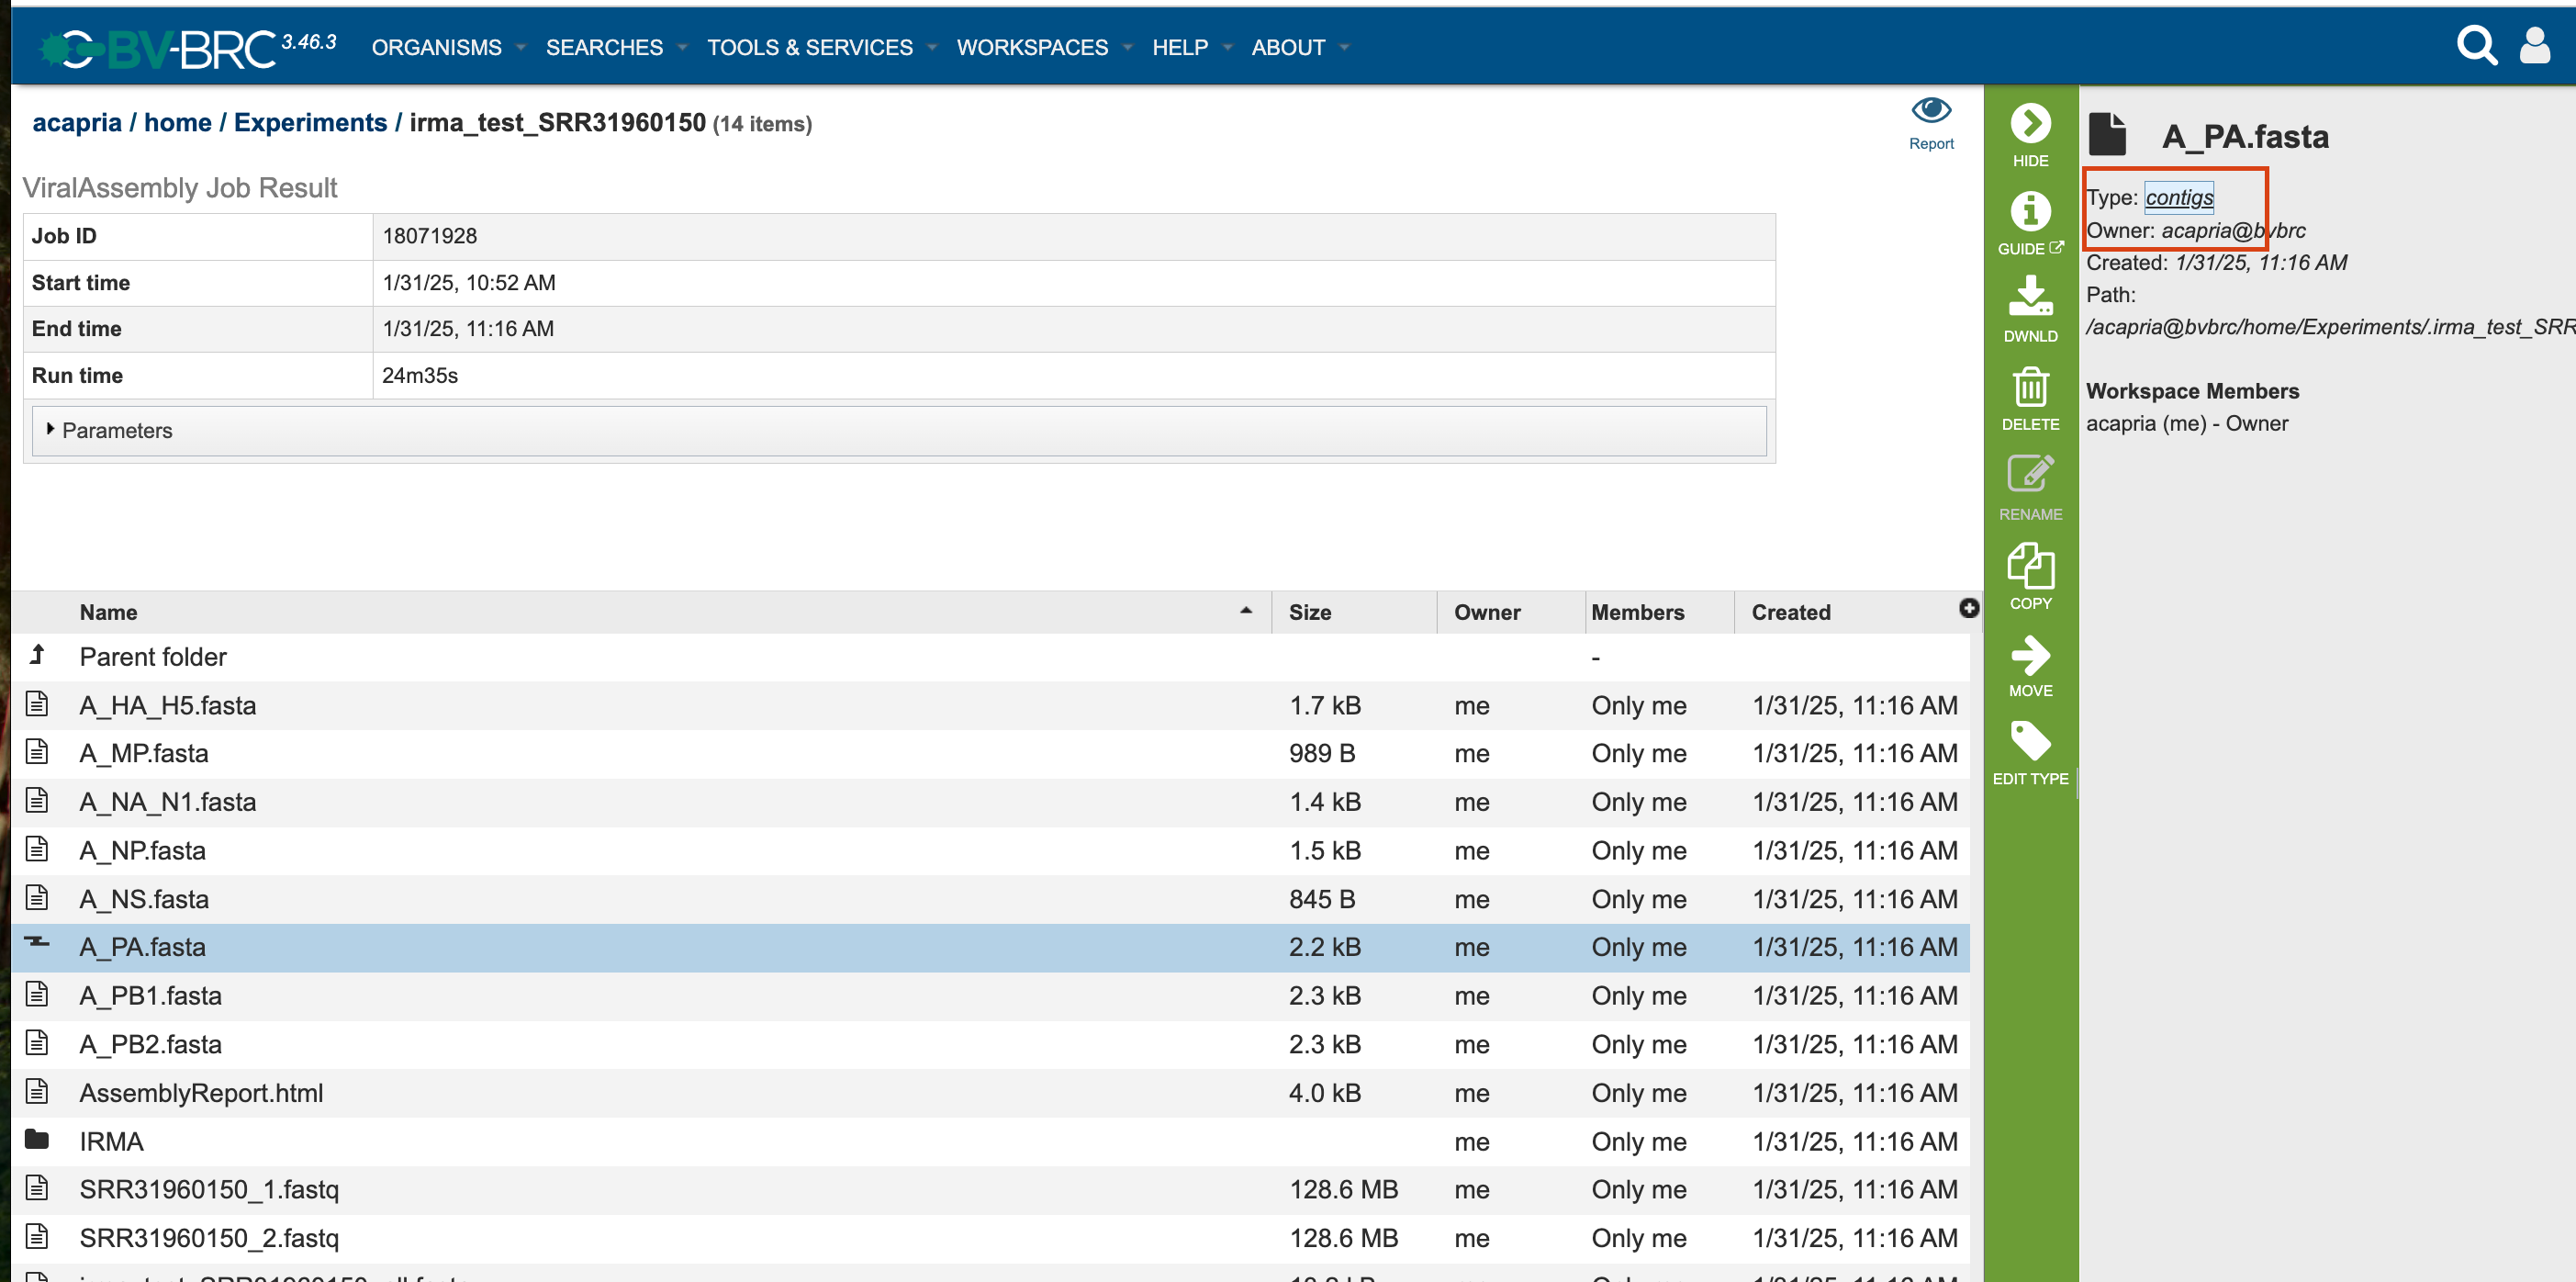 BV-BRC 3.46.3 ORGANISMS SEARCHES TOOLS & SERVICES WORKSPACES HELP ABOUT
acapria / home / Experiments / irma_test_SRR31960150 (14 items)
Report
ViralAssembly Job Result
Job ID 18071928
Start time 1/31/25, 10:52 AM
End time 1/31/25, 11:16 AM
Run time 24m35s
Parameters
Name Size Owner Members Created
Parent folder -
A_HA_H5.fasta 1.7 kB me Only me 1/31/25, 11:16 AM
A_MP.fasta 989 B me Only me 1/31/25, 11:16 AM
A_NA_N1.fasta 1.4 kB me Only me 1/31/25, 11:16 AM
A_NP.fasta 1.5 kB me Only me 1/31/25, 11:16 AM
A_NS.fasta 845 B me Only me 1/31/25, 11:16 AM
A_PA.fasta 2.2 kB me Only me 1/31/25, 11:16 AM
A_PB1.fasta 2.3 kB me Only me 1/31/25, 11:16 AM
A_PB2.fasta 2.3 kB me Only me 1/31/25, 11:16 AM
AssemblyReport.html 4.0 kB me Only me 1/31/25, 11:16 AM
IRMA me Only me 1/31/25, 11:16 AM
SRR31960150_1.fastq 128.6 MB me Only me 1/31/25, 11:16 AM
SRR31960150_2.fastq 128.6 MB me Only me 1/31/25, 11:16 AM
HIDE
GUIDE
DWNLD
DELETE
RENAME
COPY
MOVE
EDIT TYPE
A_PA.fasta
Type: contigs
Owner: acapria@bvbrc
Created: 1/31/25, 11:16 AM
Path:
/acapria@bvbrc/home/Experiments/.irma_test_SRR
Workspace Members
acapria (me) - Owner